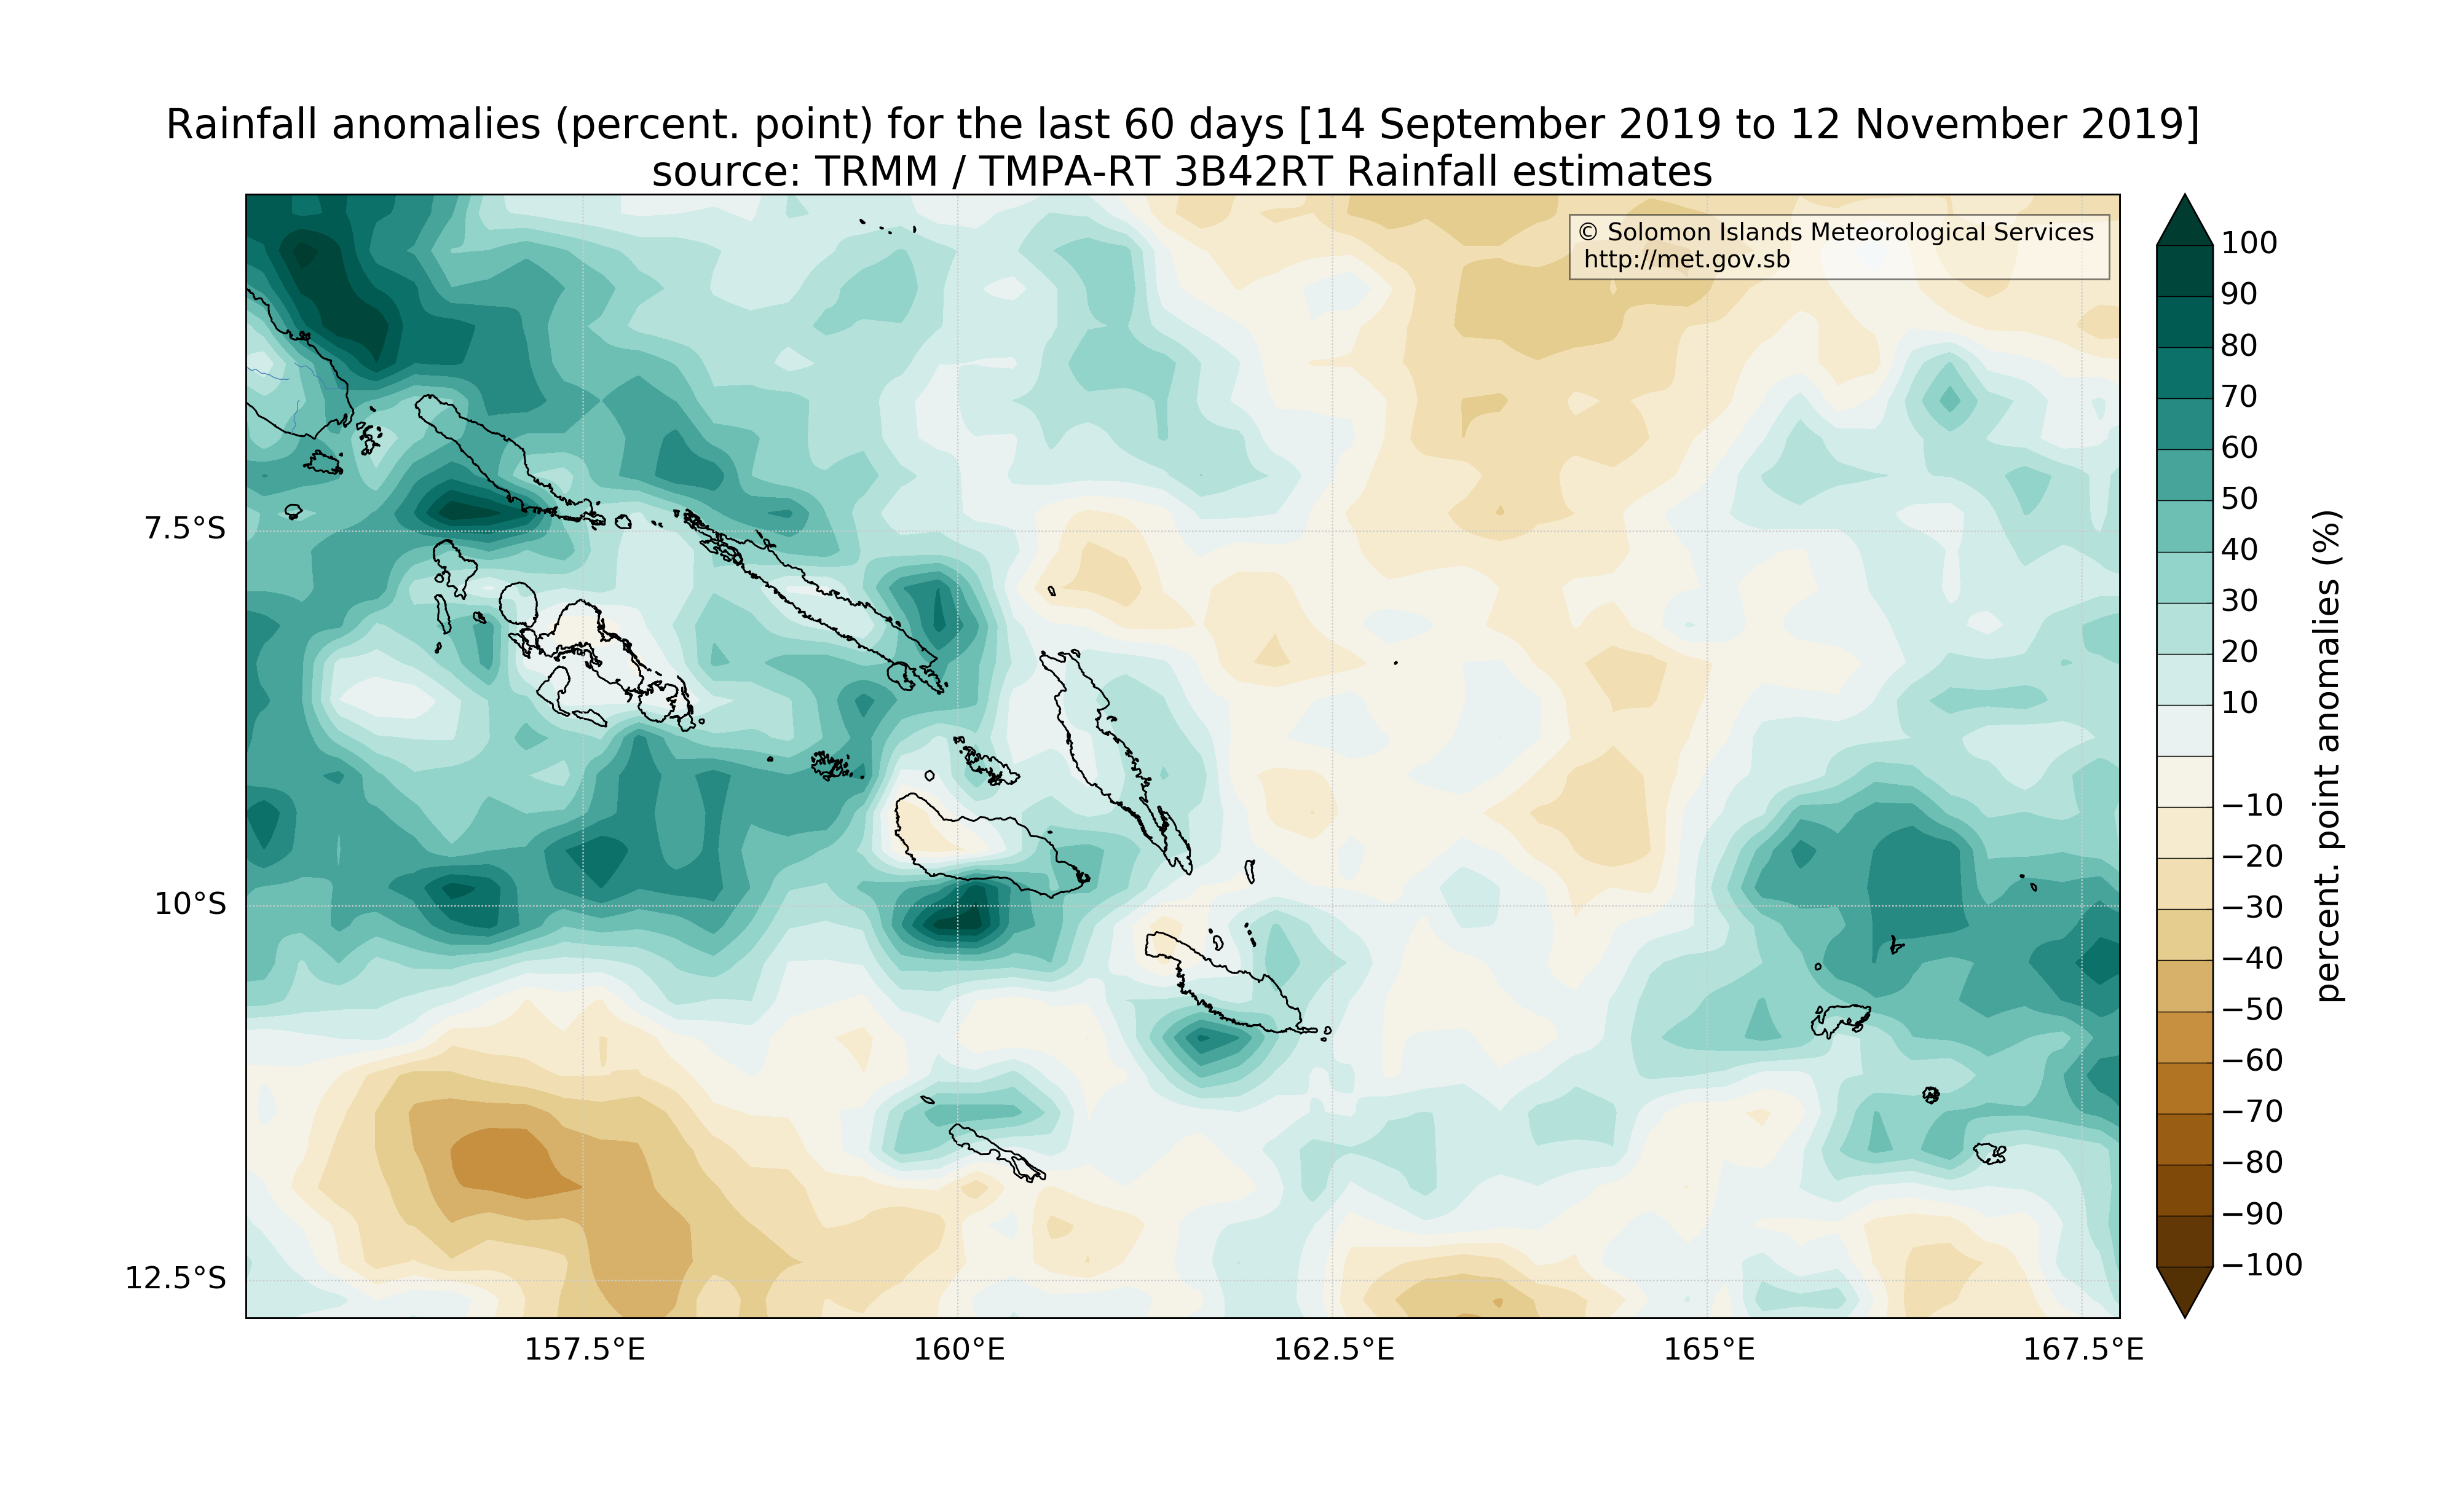 Rainfall anomalies (percent. point) for the last 60 days [14 September 2019 to 12 November 2019]
source: TRMM / TMPA-RT 3B42RT Rainfall estimates
© Solomon Islands Meteorological Services
http://met.gov.sb
7.5°S
10°S
12.5°S
157.5°E
160°E
162.5°E
165°E
167.5°E
100
90
80
70
60
50
40
30
20
10
−10
−20
−30
−40
−50
−60
−70
−80
−90
−100
percent. point anomalies (%)